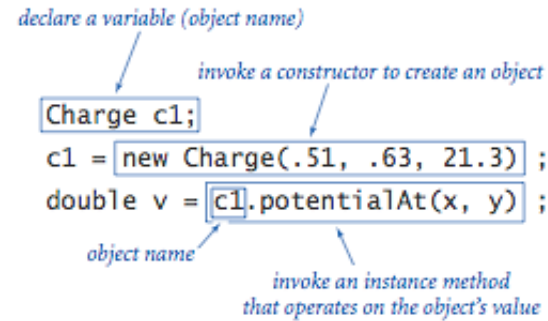 declare a variable (object name)
invoke a constructor to create an object
Charge c1;
c1 = new Charge(.51, .63, 21.3) ;
double v = c1.potentialAt(x, y) ;
object name
invoke an instance method
that operates on the object's value